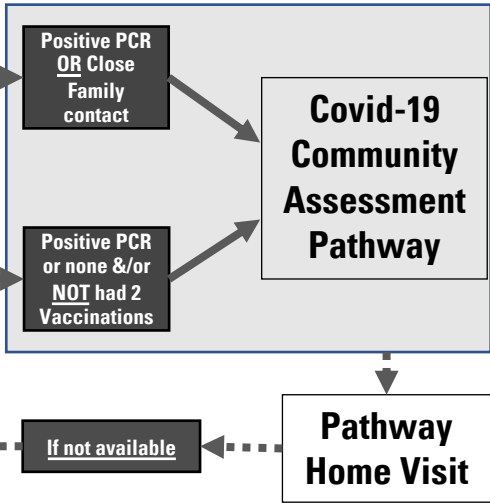 Positive PCR
OR Close
Family
contact
Covid-19
Community
Assessment
Pathway
Positive PCR
or none &/or
NOT had 2
Vaccinations
If not available
Pathway
Home Visit